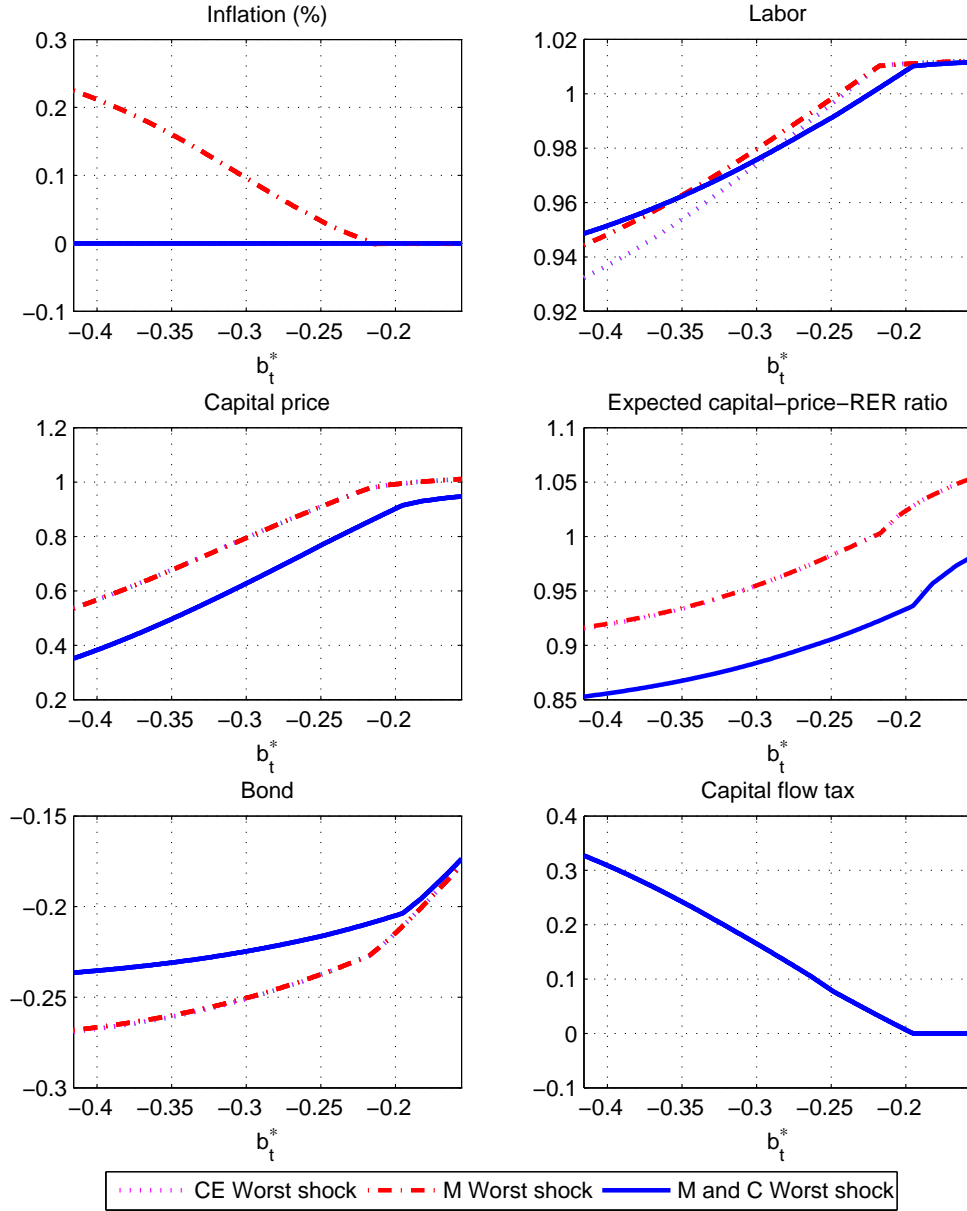 Inflation (%)
0.3
0.2
0.1
0
−0.1
−0.4 −0.35 −0.3 −0.25 −0.2
b*t
Labor
1.02
1
0.98
0.96
0.94
0.92
−0.4 −0.35 −0.3 −0.25 −0.2
b*t
Capital price
1.2
1
0.8
0.6
0.4
0.2
−0.4 −0.35 −0.3 −0.25 −0.2
b*t
Expected capital−price−RER ratio
1.1
1.05
1
0.95
0.9
0.85
−0.4 −0.35 −0.3 −0.25 −0.2
b*t
Bond
−0.15
−0.2
−0.25
−0.3
−0.4 −0.35 −0.3 −0.25 −0.2
b*t
Capital flow tax
0.4
0.3
0.2
0.1
0
−0.1
−0.4 −0.35 −0.3 −0.25 −0.2
b*t
CE Worst shock M Worst shock M and C Worst shock